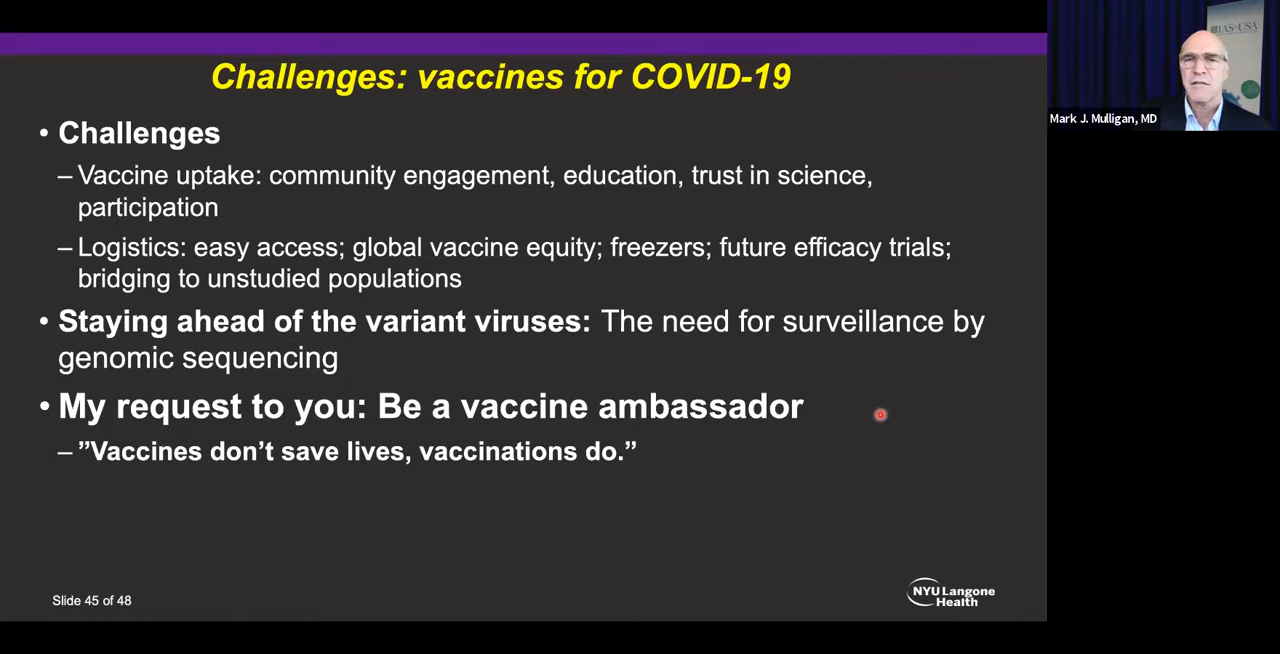 Challenges: vaccines for COVID-19
• Challenges
– Vaccine uptake: community engagement, education, trust in science,
participation
– Logistics: easy access; global vaccine equity; freezers; future efficacy trials;
bridging to unstudied populations
• Staying ahead of the variant viruses: The need for surveillance by
genomic sequencing
• My request to you: Be a vaccine ambassador
– ”Vaccines don’t save lives, vaccinations do.”
Slide 45 of 48
NYU Langone
Health
IAS-USA
Mark J. Mulligan, MD